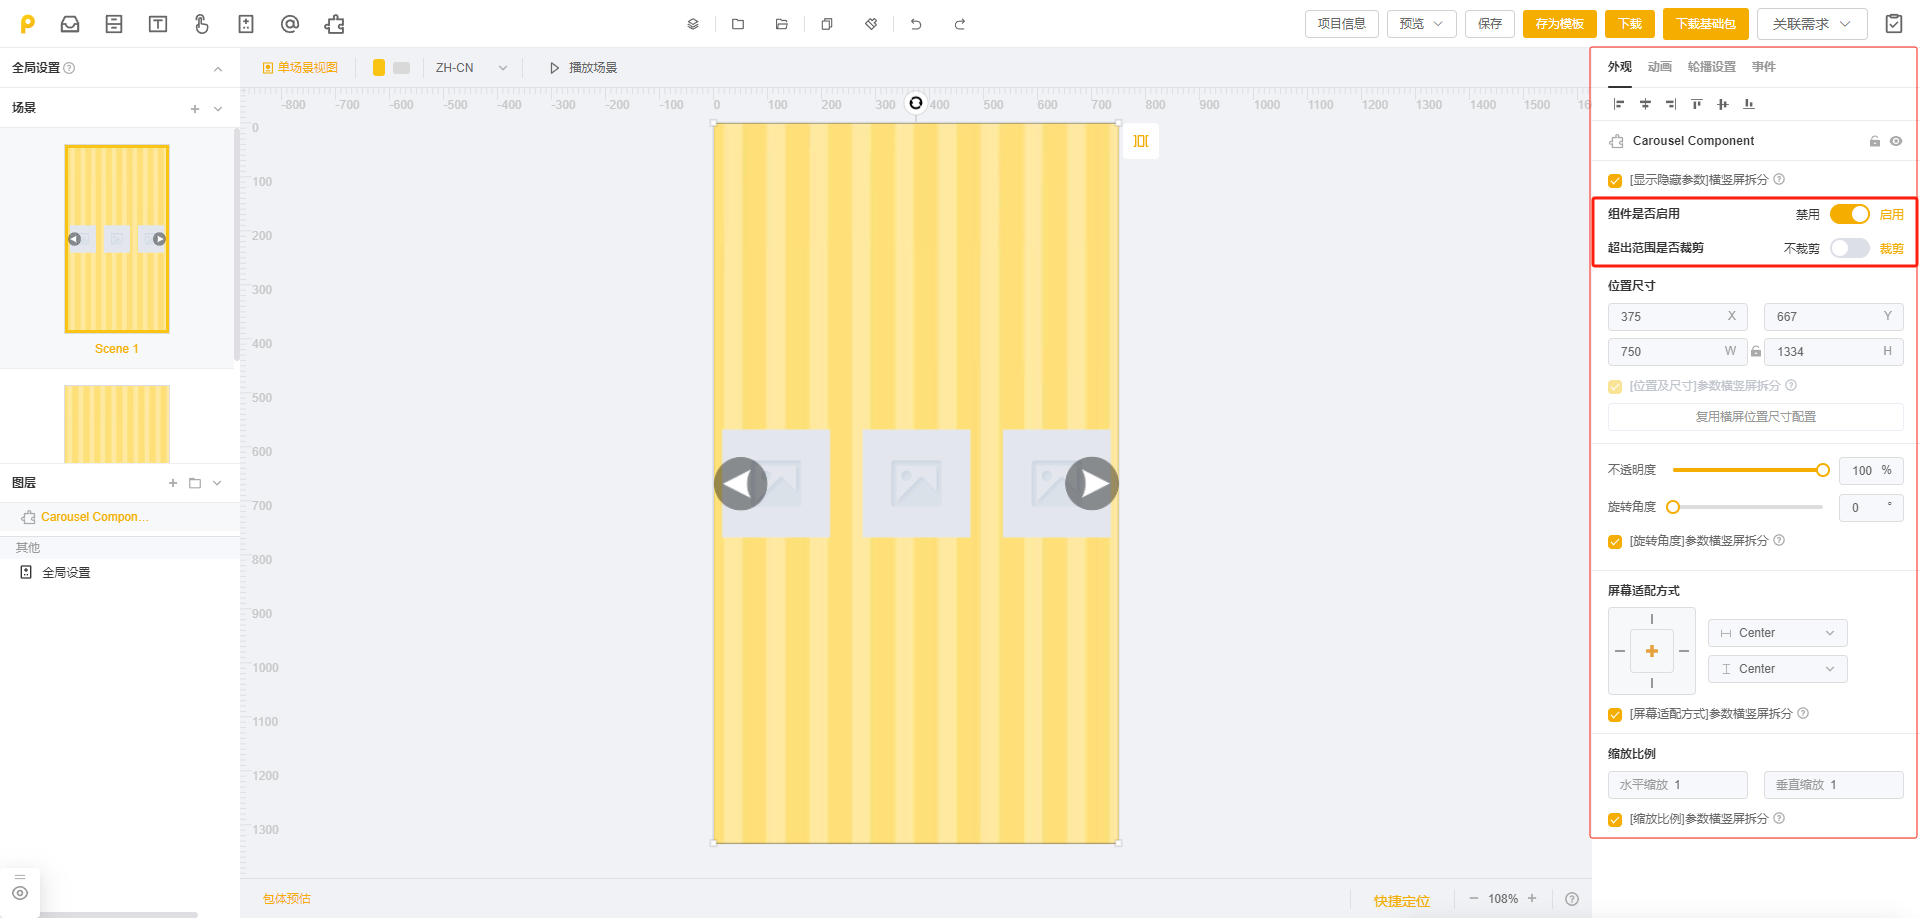 项目信息
预览
保存
存为模板
下载
下载基础包
关联需求
全局设置
场景
Scene 1
图层
Carousel Compon...
其他
全局设置
单场景视图
ZH-CN
播放场景
-800 -700 -600 -500 -400 -300 -200 -100 0 100 200 300 400 500 600 700 800 900 1000 1100 1200 1300 1400 1500
0
100
200
300
400
500
600
700
800
900
1000
1100
1200
1300
包体预估
快捷定位
108%
外观 动画 轮播设置 事件
Carousel Component
[显示隐藏参数]横竖屏拆分
组件是否启用 禁用 启用
超出范围是否裁剪 不裁剪 裁剪
位置尺寸
375 X 667 Y
750 W 1334 H
[位置及尺寸]参数横竖屏拆分
复用横屏位置尺寸配置
不透明度 100 %
旋转角度 0 °
[旋转角度]参数横竖屏拆分
屏幕适配方式
Center
Center
[屏幕适配方式]参数横竖屏拆分
缩放比例
水平缩放 1 垂直缩放 1
[缩放比例]参数横竖屏拆分